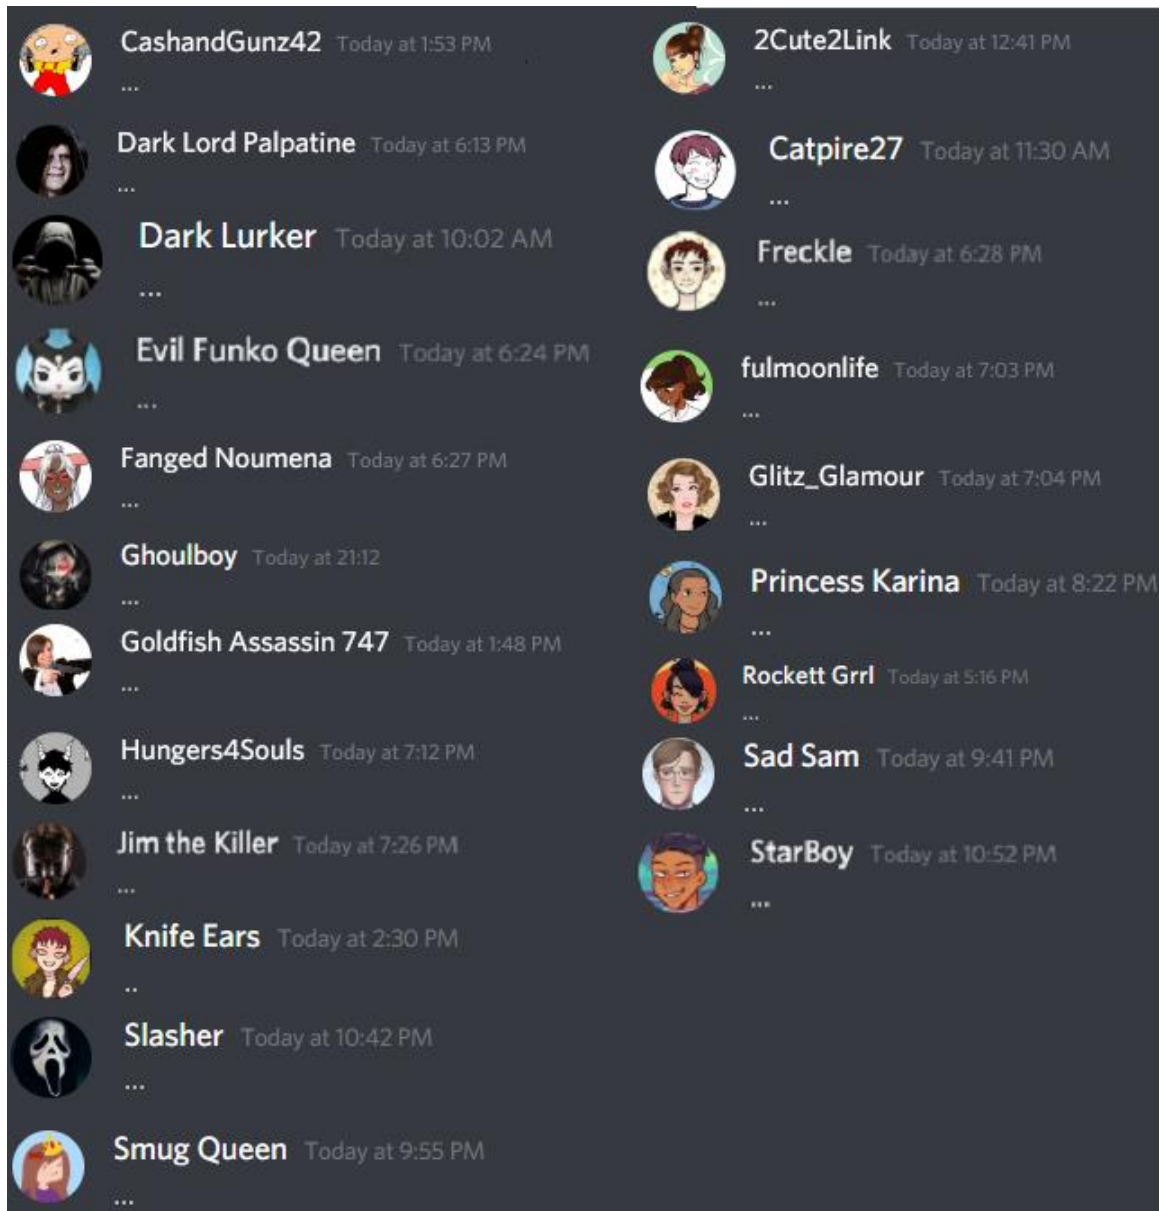 CashandGunz42 Today at 1:53 PM
...
Dark Lord Palpatine Today at 6:13 PM
...
Dark Lurker Today at 10:02 AM
...
Evil Funko Queen Today at 6:24 PM
...
Fanged Noumena Today at 6:27 PM
...
Ghoulboy Today at 21:12
...
Goldfish Assassin 747 Today at 1:48 PM
...
Hungers4Souls Today at 7:12 PM
...
Jim the Killer Today at 7:26 PM
...
Knife Ears Today at 2:30 PM
..
Slasher Today at 10:42 PM
...
Smug Queen Today at 9:55 PM
...
2Cute2Link Today at 12:41 PM
...
Catpire27 Today at 11:30 AM
...
Freckle Today at 6:28 PM
...
fulmoonlife Today at 7:03 PM
...
Glitz_Glamour Today at 7:04 PM
...
Princess Karina Today at 8:22 PM
...
Rockett Grrl Today at 5:16 PM
...
Sad Sam Today at 9:41 PM
...
StarBoy Today at 10:52 PM
...